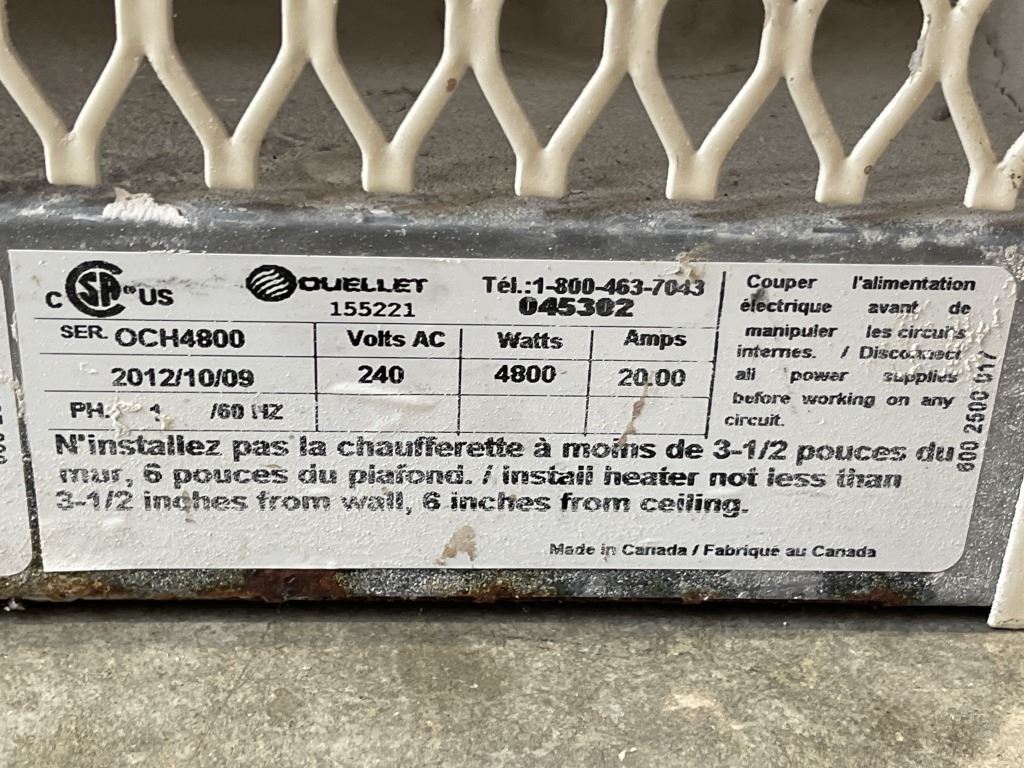 C SA US
OUELLET
155221
Tél.:1-800-463-7043
045302
SER. OCH4800
Volts AC
Watts
Amps
2012/10/09
240
4800
20.00
PH. 1 /60 HZ
Couper l'alimentation
électrique avant de
manipuler les circuits
internes. / Disconnect
all power supplies
before working on any
circuit.
600 2500 017
N'installez pas la chaufferette à moins de 3-1/2 pouces du
mur, 6 pouces du plafond. / install heater not less than
3-1/2 inches from wall, 6 inches from ceiling.
Made in Canada / Fabriqué au Canada